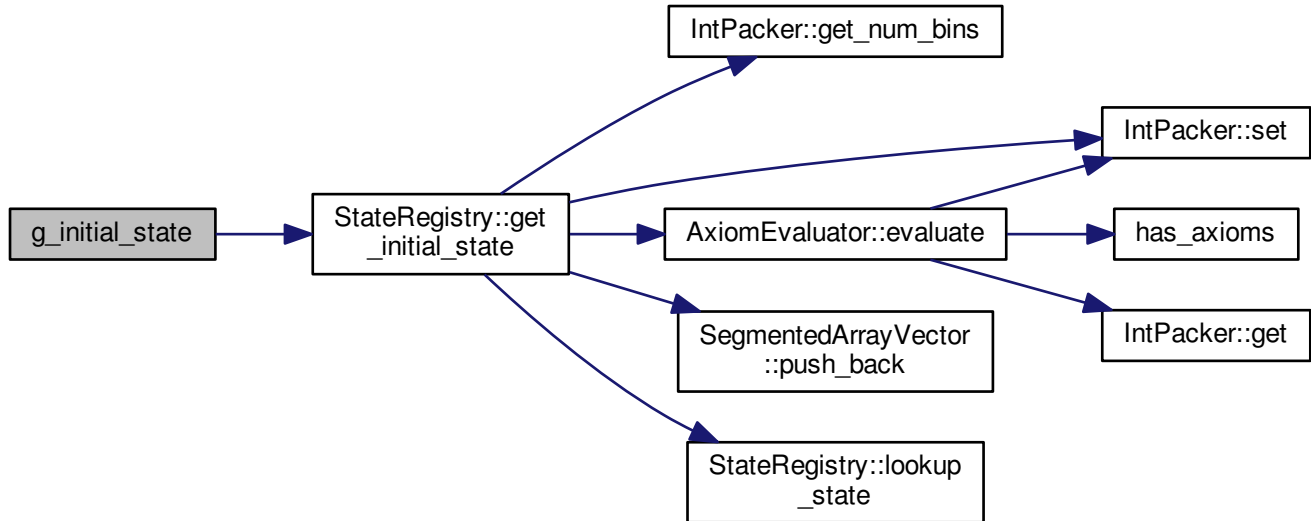 IntPacker::get_num_bins
IntPacker::set
g_initial_state
StateRegistry::get
_initial_state
AxiomEvaluator::evaluate
has_axioms
SegmentedArrayVector
::push_back
IntPacker::get
StateRegistry::lookup
_state